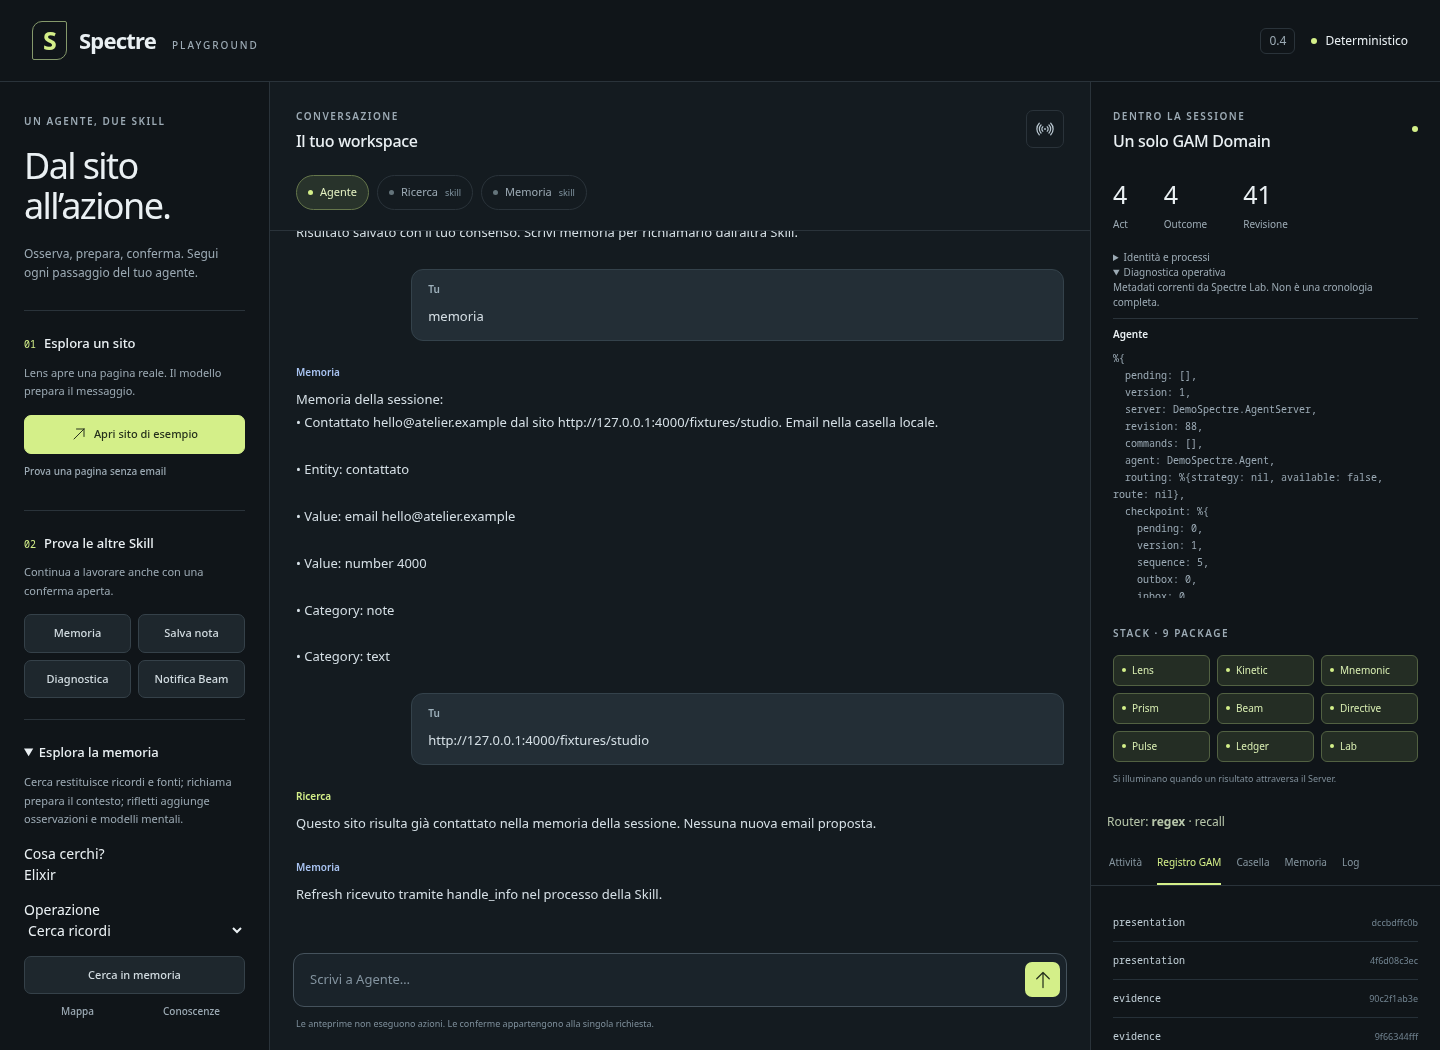 S Spectre PLAYGROUND
0.4 Deterministico
UN AGENTE, DUE SKILL
Dal sito
all’azione.
Osserva, prepara, conferma. Segui
ogni passaggio del tuo agente.
01 Esplora un sito
Lens apre una pagina reale. Il modello
prepara il messaggio.
Apri sito di esempio
Prova una pagina senza email
02 Prova le altre Skill
Continua a lavorare anche con una
conferma aperta.
Memoria Salva nota
Diagnostica Notifica Beam
▼ Esplora la memoria
Cerca restituisce ricordi e fonti; richiama
prepara il contesto; rifletti aggiunge
osservazioni e modelli mentali.
Cosa cerchi?
Elixir
Operazione
Cerca ricordi
Cerca in memoria
Mappa Conoscenze
CONVERSAZIONE
Il tuo workspace
Agente Ricerca skill Memoria skill
Risultato salvato con il tuo consenso. Scrivi memoria per richiamarlo dall'altra Skill.
Tu
memoria
Memoria
Memoria della sessione:
• Contattato hello@atelier.example dal sito http://127.0.0.1:4000/fixtures/studio. Email nella casella locale.
• Entity: contattato
• Value: email hello@atelier.example
• Value: number 4000
• Category: note
• Category: text
Tu
http://127.0.0.1:4000/fixtures/studio
Ricerca
Questo sito risulta già contattato nella memoria della sessione. Nessuna nuova email proposta.
Memoria
Refresh ricevuto tramite handle_info nel processo della Skill.
Scrivi a Agente...
Le anteprime non eseguono azioni. Le conferme appartengono alla singola richiesta.
DENTRO LA SESSIONE
Un solo GAM Domain
4 4 41
Act Outcome Revisione
▶ Identità e processi
▼ Diagnostica operativa
Metadati correnti da Spectre Lab. Non è una cronologia
completa.
Agente
%{
pending: [],
version: 1,
server: DemoSpectre.AgentServer,
revision: 88,
commands: [],
agent: DemoSpectre.Agent,
routing: %{strategy: nil, available: false,
route: nil},
checkpoint: %{
pending: 0,
version: 1,
sequence: 5,
outbox: 0,
inbox: 0
STACK · 9 PACKAGE
Lens Kinetic Mnemonic
Prism Beam Directive
Pulse Ledger Lab
Si illuminano quando un risultato attraversa il Server.
Router: regex · recall
Attività Registro GAM Casella Memoria Log
presentation dccbdffc0b
presentation 4f6d08c3ec
evidence 90c2f1ab3e
evidence 9f66344fff